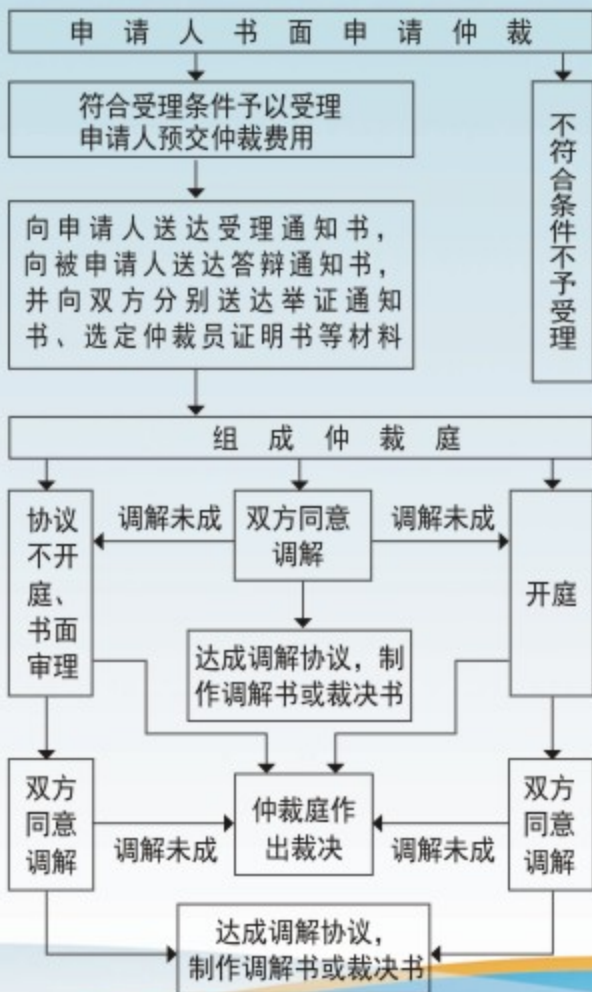 申请人书面申请仲裁
符合受理条件予以受理
申请人预交仲裁费用
不符合条件不予受理
向申请人送达受理通知书，
向被申请人送达答辩通知书，
并向双方分别送达举证通知
书、选定仲裁员证明书等材料
组成仲裁庭
协议
不开
庭、
书面
审理
调解未成
双方同意
调解
调解未成
开庭
达成调解协议，制
作调解书或裁决书
双方
同意
调解
调解未成
仲裁庭作
出裁决
调解未成
双方
同意
调解
达成调解协议，
制作调解书或裁决书